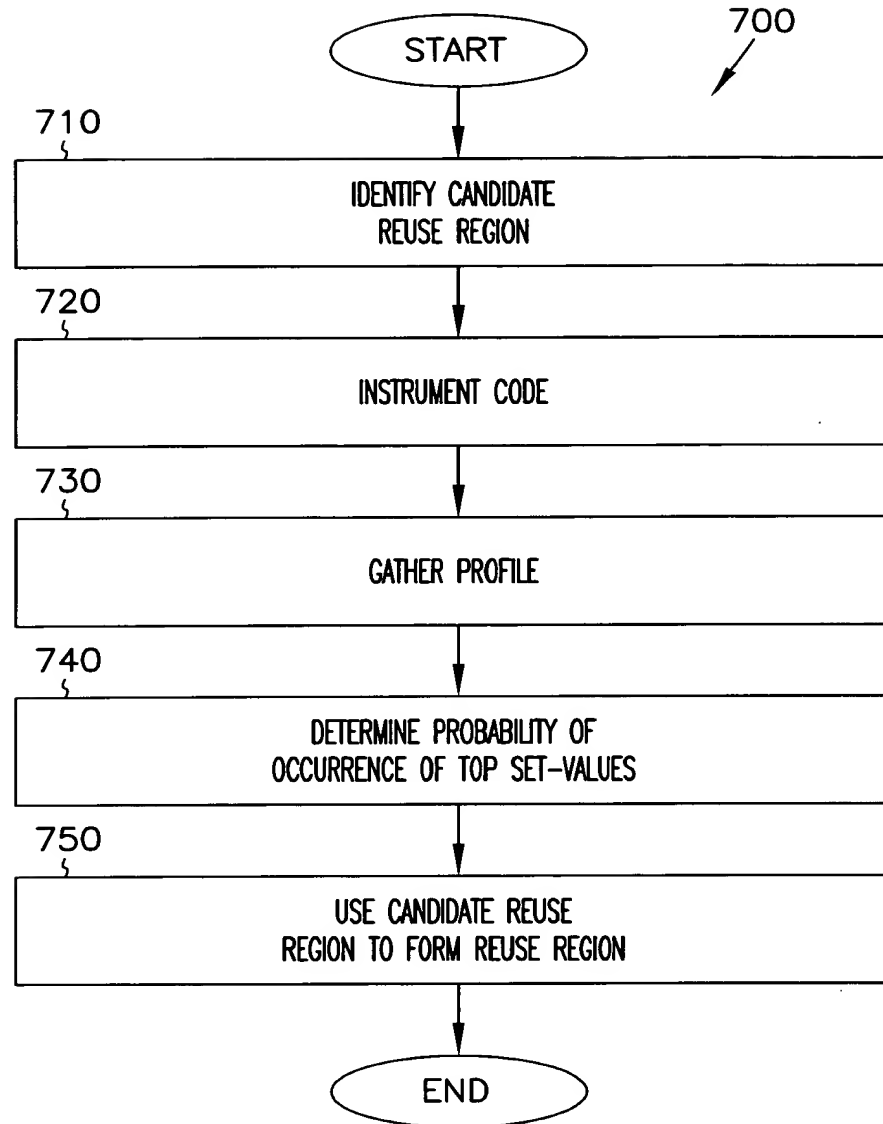 START
700
710
IDENTIFY CANDIDATE
REUSE REGION
720
INSTRUMENT CODE
730
GATHER PROFILE
740
DETERMINE PROBABILITY OF
OCCURRENCE OF TOP SET-VALUES
750
USE CANDIDATE REUSE
REGION TO FORM REUSE REGION
END